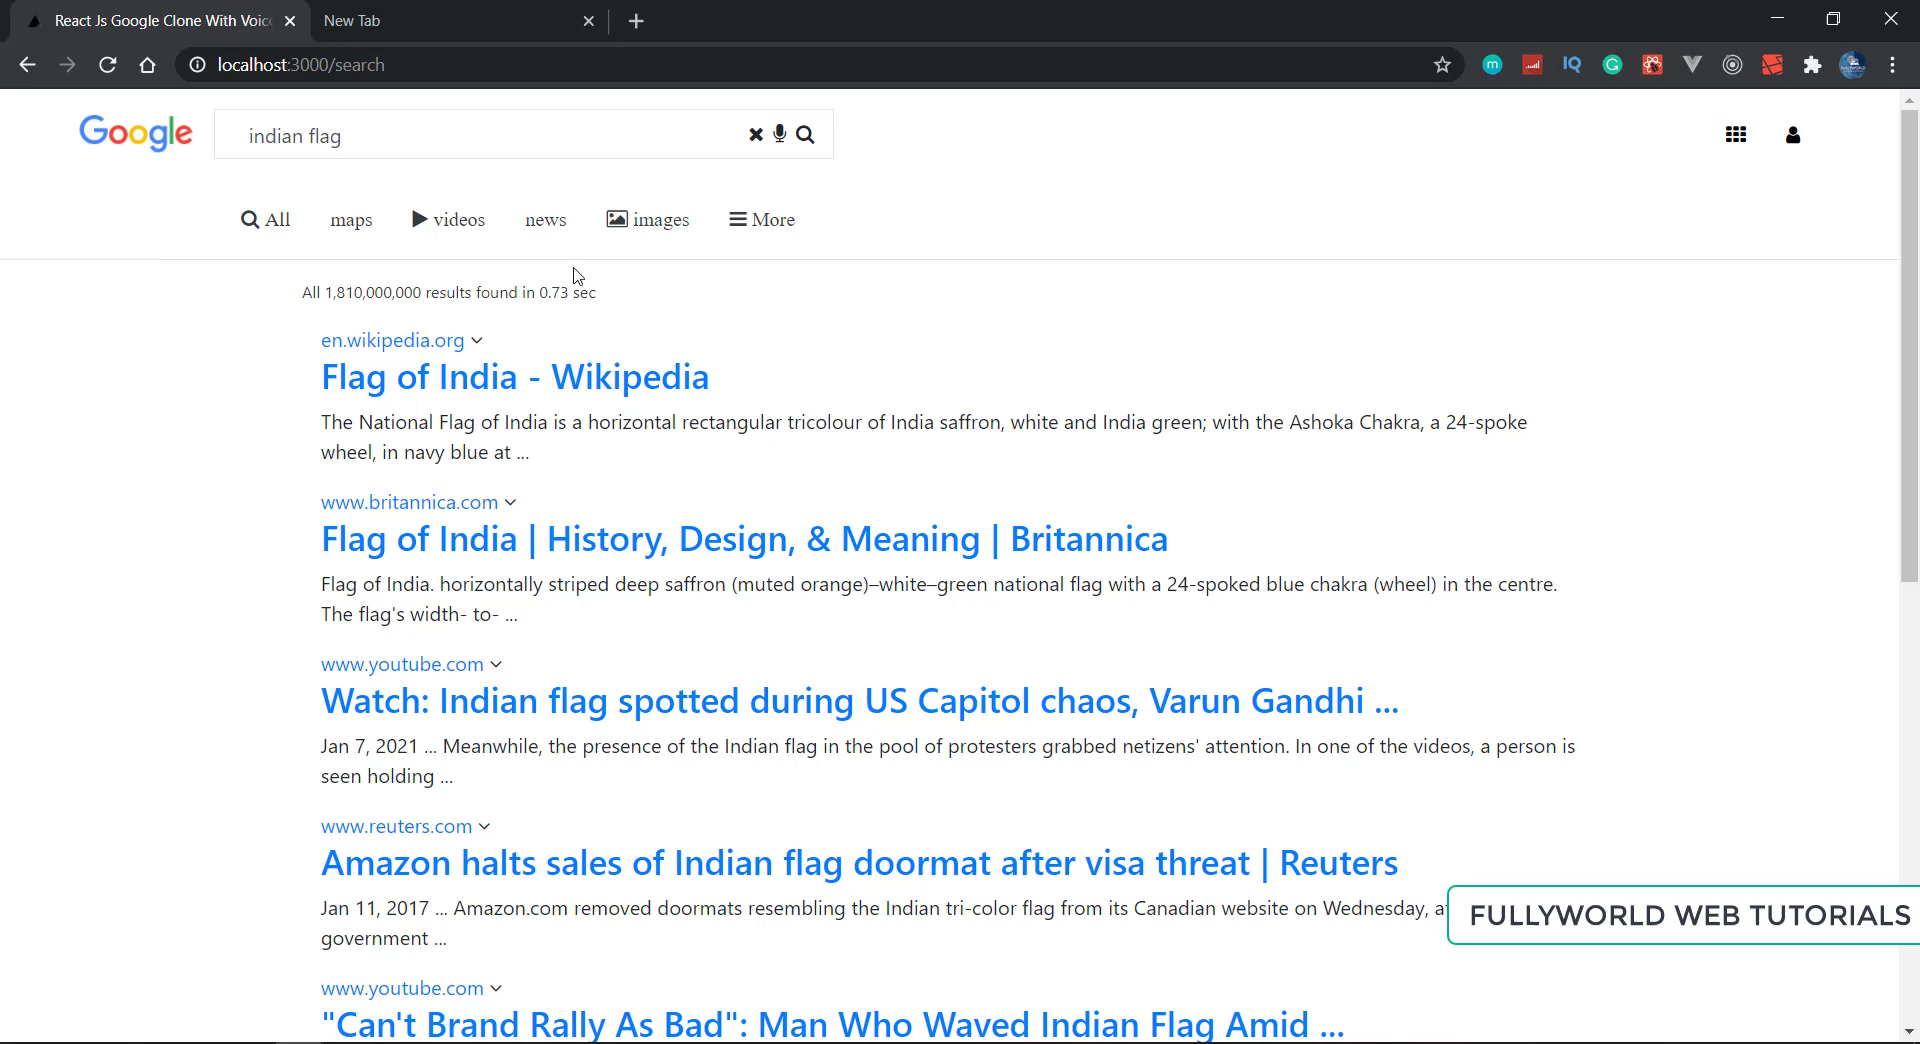 React Js Google Clone With Voic
New Tab
localhost:3000/search
m
IQ
G
Google
indian flag
All
maps
videos
news
images
More
All 1,810,000,000 results found in 0.73 sec
en.wikipedia.org
Flag of India - Wikipedia
The National Flag of India is a horizontal rectangular tricolour of India saffron, white and India green; with the Ashoka Chakra, a 24-spoke
wheel, in navy blue at ...
www.britannica.com
Flag of India | History, Design, & Meaning | Britannica
Flag of India. horizontally striped deep saffron (muted orange)–white–green national flag with a 24-spoked blue chakra (wheel) in the centre.
The flag's width- to- ...
www.youtube.com
Watch: Indian flag spotted during US Capitol chaos, Varun Gandhi ...
Jan 7, 2021 ... Meanwhile, the presence of the Indian flag in the pool of protesters grabbed netizens' attention. In one of the videos, a person is
seen holding ...
www.reuters.com
Amazon halts sales of Indian flag doormat after visa threat | Reuters
Jan 11, 2017 ... Amazon.com removed doormats resembling the Indian tri-color flag from its Canadian website on Wednesday,
government ...
FULLYWORLD WEB TUTORIALS
www.youtube.com
"Can't Brand Rally As Bad": Man Who Waved Indian Flag Amid ...